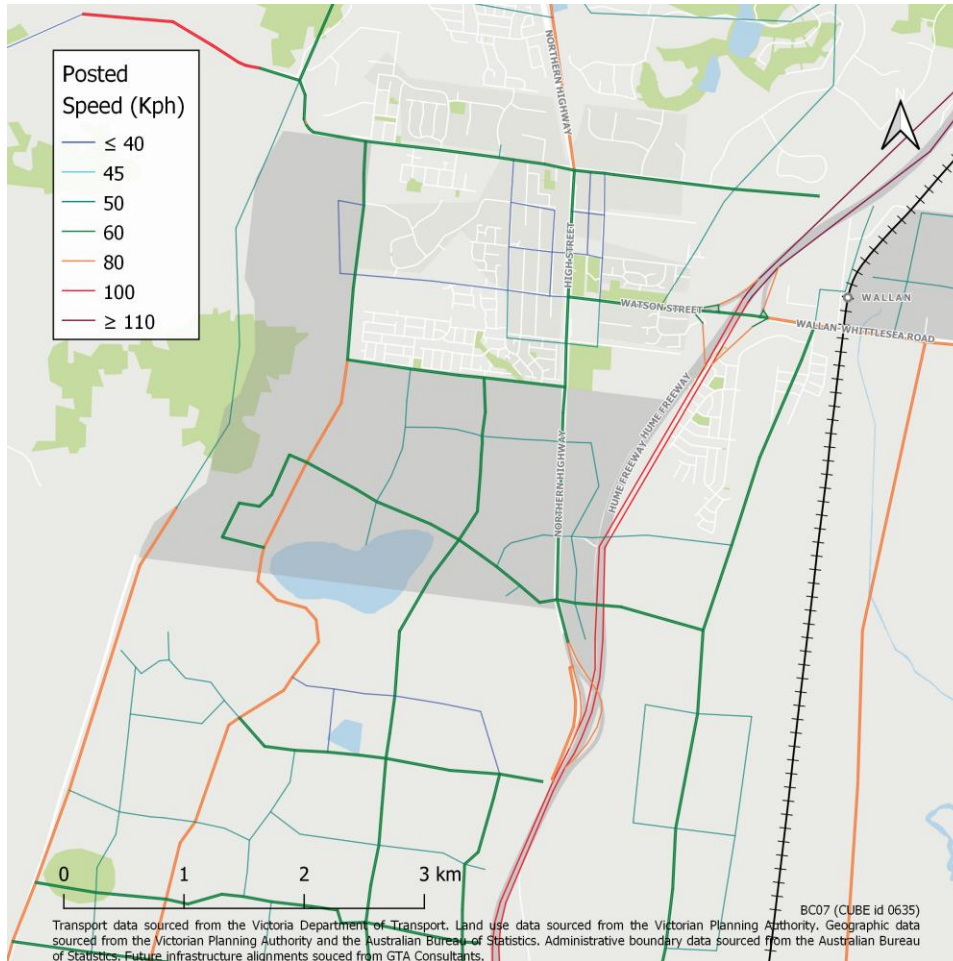 NORTHERN HIGHWAY
Posted
Speed (Kph)
≤ 40
45
50
60
80
100
≥ 110
N
HIGH STREET
WATSON STREET
WALLAN
WALLAN-WHITTLESEA ROAD
HUME FREEWAY
HUME FREEWAY
NORTHERN HIGHWAY
0 1 2 3 km
BC07 (CUBE id 0635)
Transport data sourced from the Victoria Department of Transport. Land use data sourced from the Victorian Planning Authority. Geographic data
sourced from the Victorian Planning Authority and the Australian Bureau of Statistics. Administrative boundary data sourced from the Australian Bureau
of Statistics. Future infrastructure alignments souced from GTA Consultants.